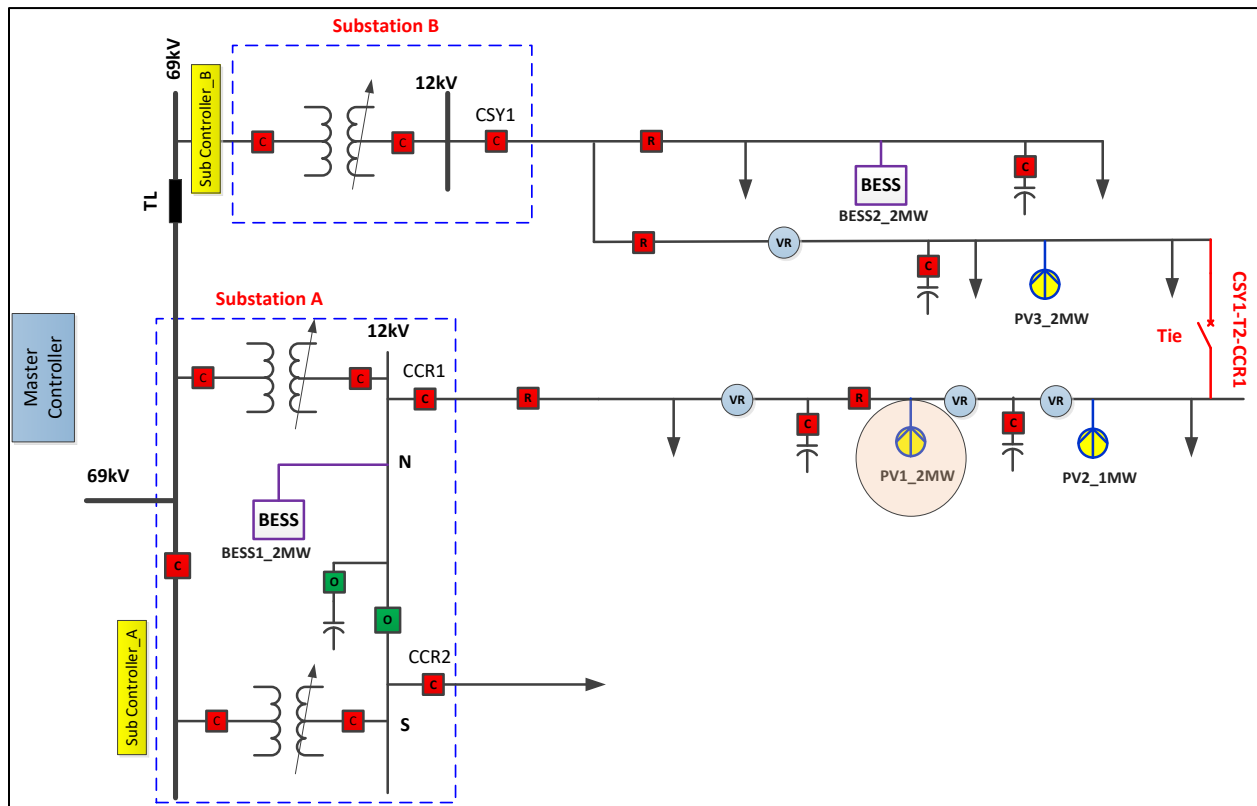 Substation B
69kV
Sub Controller_B
12kV
CSY1
C
C
C
R
C
BESS
BESS2_2MW
TL
R
VR
C
PV3_2MW
CSY1-T2-CCR1
Tie
Substation A
12kV
Master
Controller
C
C
CCR1
C
R
VR
C
R
VR
C
VR
PV1_2MW
PV2_1MW
N
69kV
BESS
BESS1_2MW
C
O
O
Sub Controller_A
CCR2
C
C
C
S